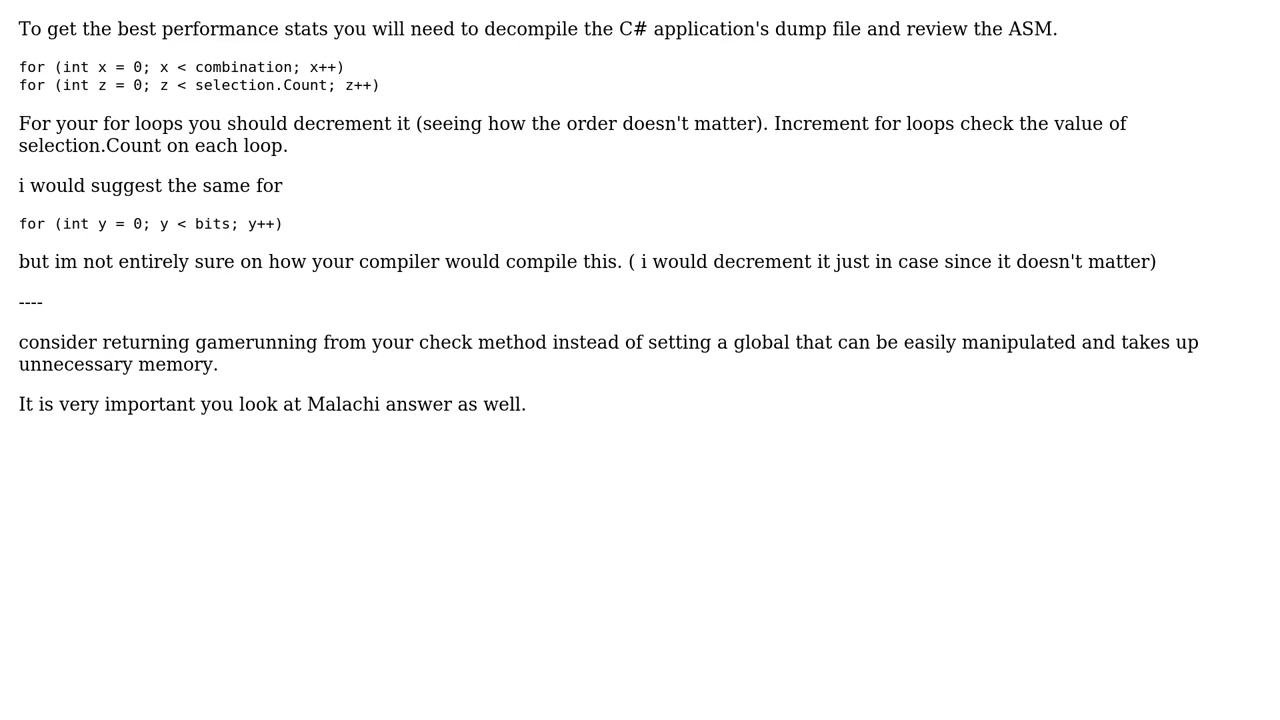 To get the best performance stats you will need to decompile the C# application's dump file and review the ASM.
for (int x = 0; x < combination; x++)
for (int z = 0; z < selection.Count; z++)
For your for loops you should decrement it (seeing how the order doesn't matter). Increment for loops check the value of
selection.Count on each loop.
i would suggest the same for
for (int y = 0; y < bits; y++)
but im not entirely sure on how your compiler would compile this. ( i would decrement it just in case since it doesn't matter)
----
consider returning gamerunning from your check method instead of setting a global that can be easily manipulated and takes up
unnecessary memory.
It is very important you look at Malachi answer as well.